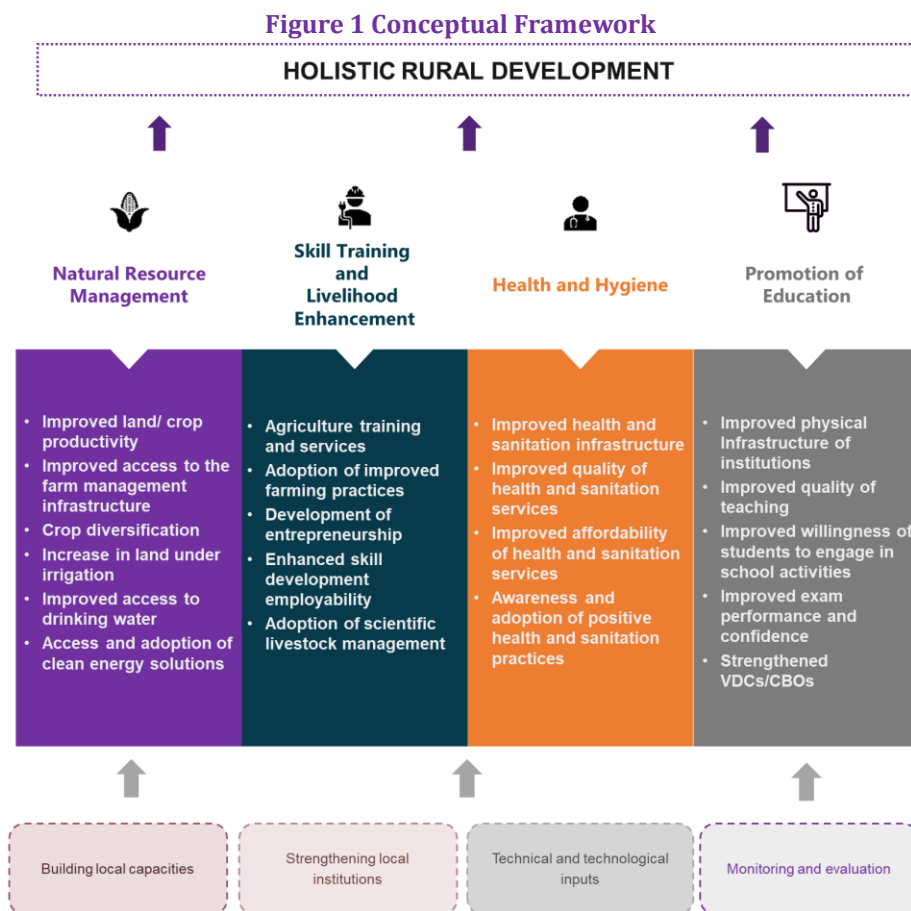 Figure 1 Conceptual Framework
HOLISTIC RURAL DEVELOPMENT
Natural Resource
Management
Skill Training
and
Livelihood
Enhancement
Health and Hygiene
Promotion of
Education
• Improved land/ crop
productivity
• Improved access to the
farm management
infrastructure
• Crop diversification
• Increase in land under
irrigation
• Improved access to
drinking water
• Access and adoption of
clean energy solutions
• Agriculture training
and services
• Adoption of improved
farming practices
• Development of
entrepreneurship
• Enhanced skill
development
employability
• Adoption of scientific
livestock management
• Improved health and
sanitation infrastructure
• Improved quality of
health and sanitation
services
• Improved affordability
of health and sanitation
services
• Awareness and
adoption of positive
health and sanitation
practices
• Improved physical
Infrastructure of
institutions
• Improved quality of
teaching
• Improved willingness of
students to engage in
school activities
• Improved exam
performance and
confidence
• Strengthened
VDCs/CBOs
Building local capacities
Strengthening local
institutions
Technical and technological
inputs
Monitoring and evaluation